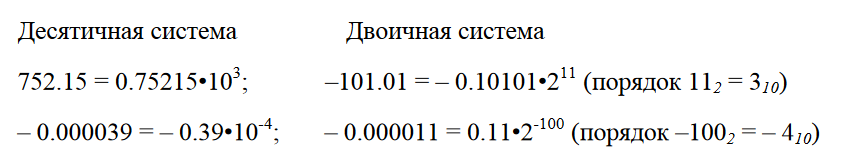 Десятичная система Двоичная система
752.15 = 0.75215•10³; –101.01 = – 0.10101•2¹¹ (порядок 11₂ = 3₁₀)
– 0.000039 = – 0.39•10⁻⁴; – 0.000011 = 0.11•2⁻¹⁰⁰ (порядок –100₂ = – 4₁₀)